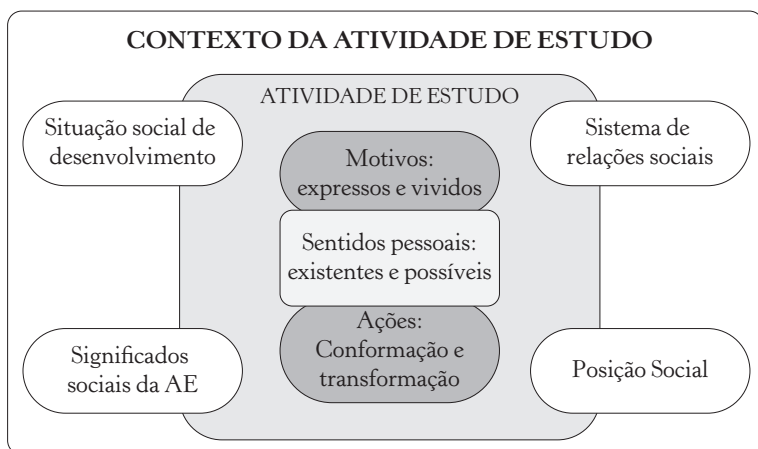 CONTEXTO DA ATIVIDADE DE ESTUDO
ATIVIDADE DE ESTUDO
Situação social de
desenvolvimento
Sistema de
relações sociais
Motivos:
expressos e vividos
Sentidos pessoais:
existentes e possíveis
Ações:
Conformação e
transformação
Significados
sociais da AE
Posição Social